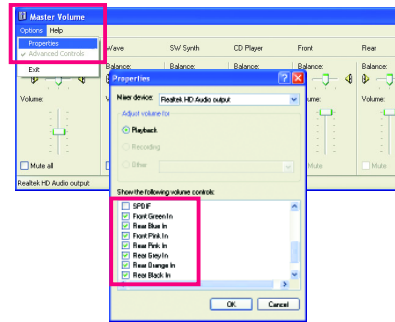 Master Volume
Options Help
Properties
Advanced Controls
Exit
Wave SW Synth CD Player Front Rear
Balance: Balance: Balance: Balance: Balance:
Volume: Volume:
Mute all Mute Mute
Realtek HD Audio output
Properties
Mixer device: Realtek HD Audio output
Adjust volume for
Playback
Recording
Other
Show the following volume controls:
SPDIF
Front Green In
Rear Blue In
Front Pink In
Rear Pink In
Rear Grey In
Rear Orange In
Rear Black In
OK Cancel